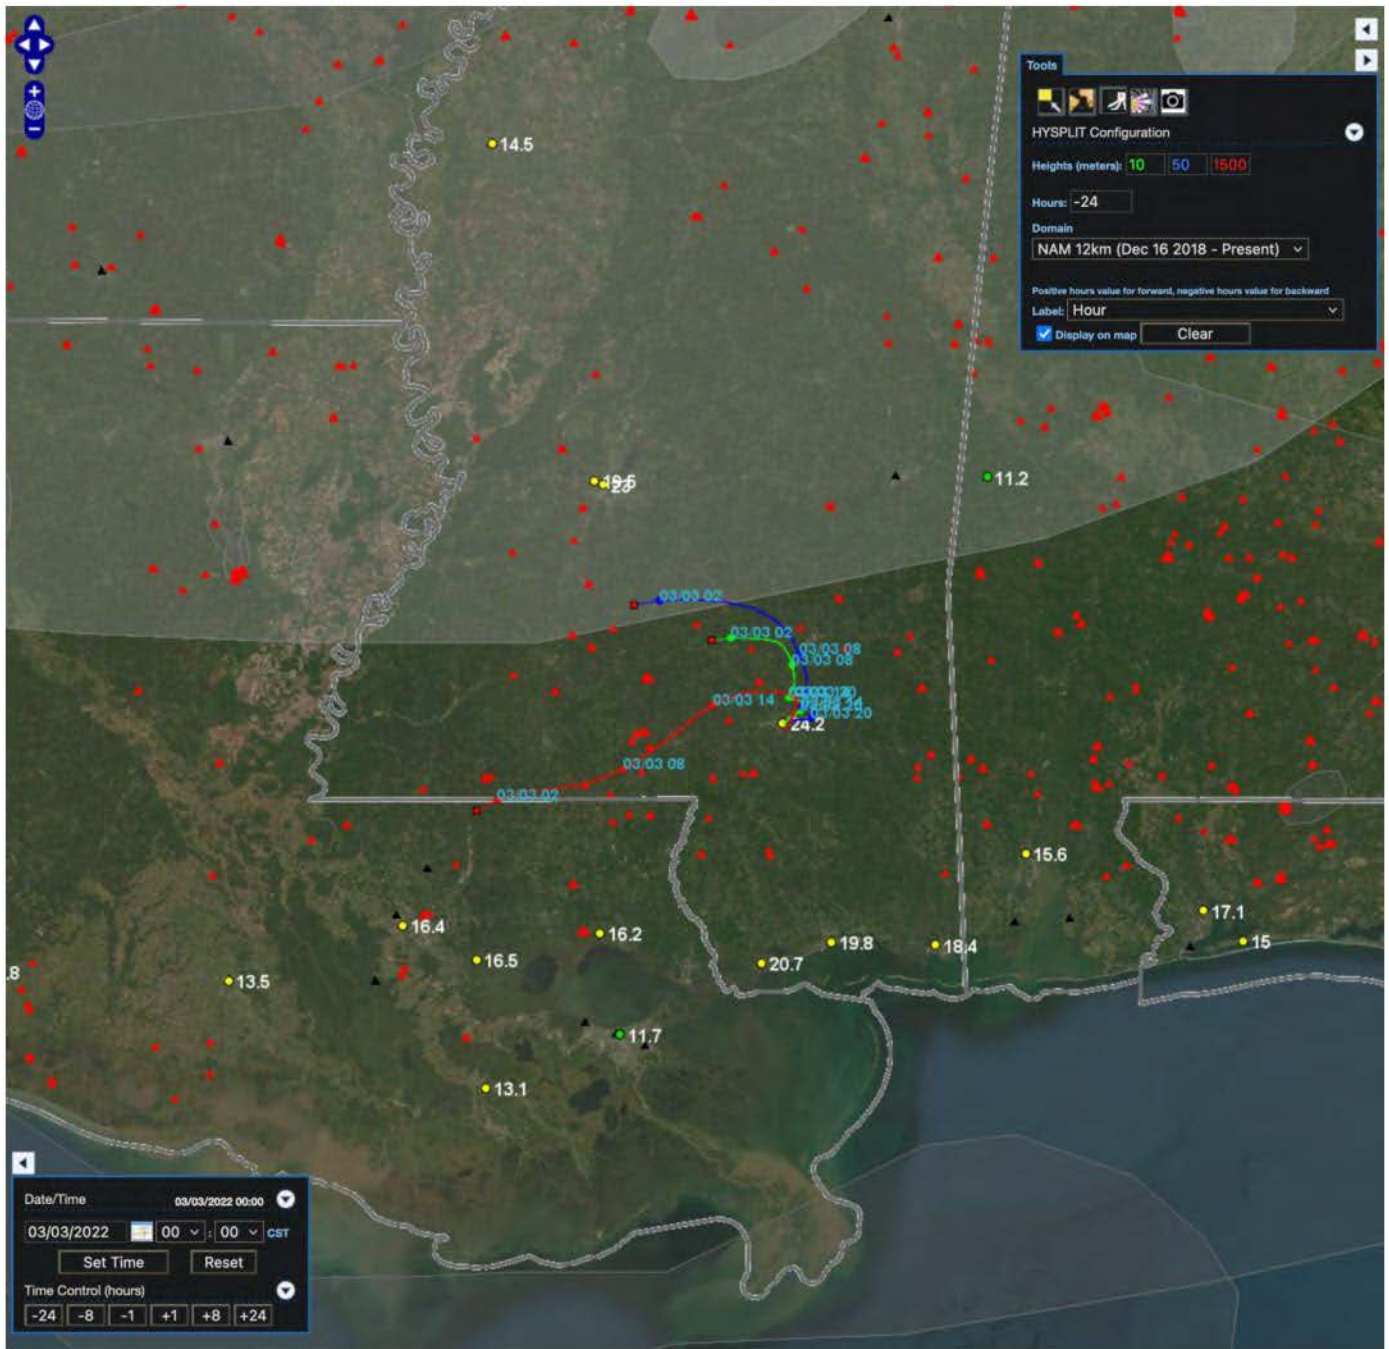 Tools
HYSPLIT Configuration
Heights (meters): 10 50 1500
Hours: -24
Domain
NAM 12km (Dec 16 2018 - Present)
Positive hours value for forward, negative hours value for backward
Label: Hour
Display on map Clear
14.5
11.2
03/03 02
03/03 02
03/03 08
03/03 08
03/03 14
03/03 20
24.2
03/03 08
03/03 02
15.6
17.1
16.4
16.2
19.8
18.4
15
16.5
20.7
.8
13.5
11.7
13.1
Date/Time 03/03/2022 00:00
03/03/2022 00 : 00 CST
Set Time Reset
Time Control (hours)
-24 -8 -1 +1 +8 +24